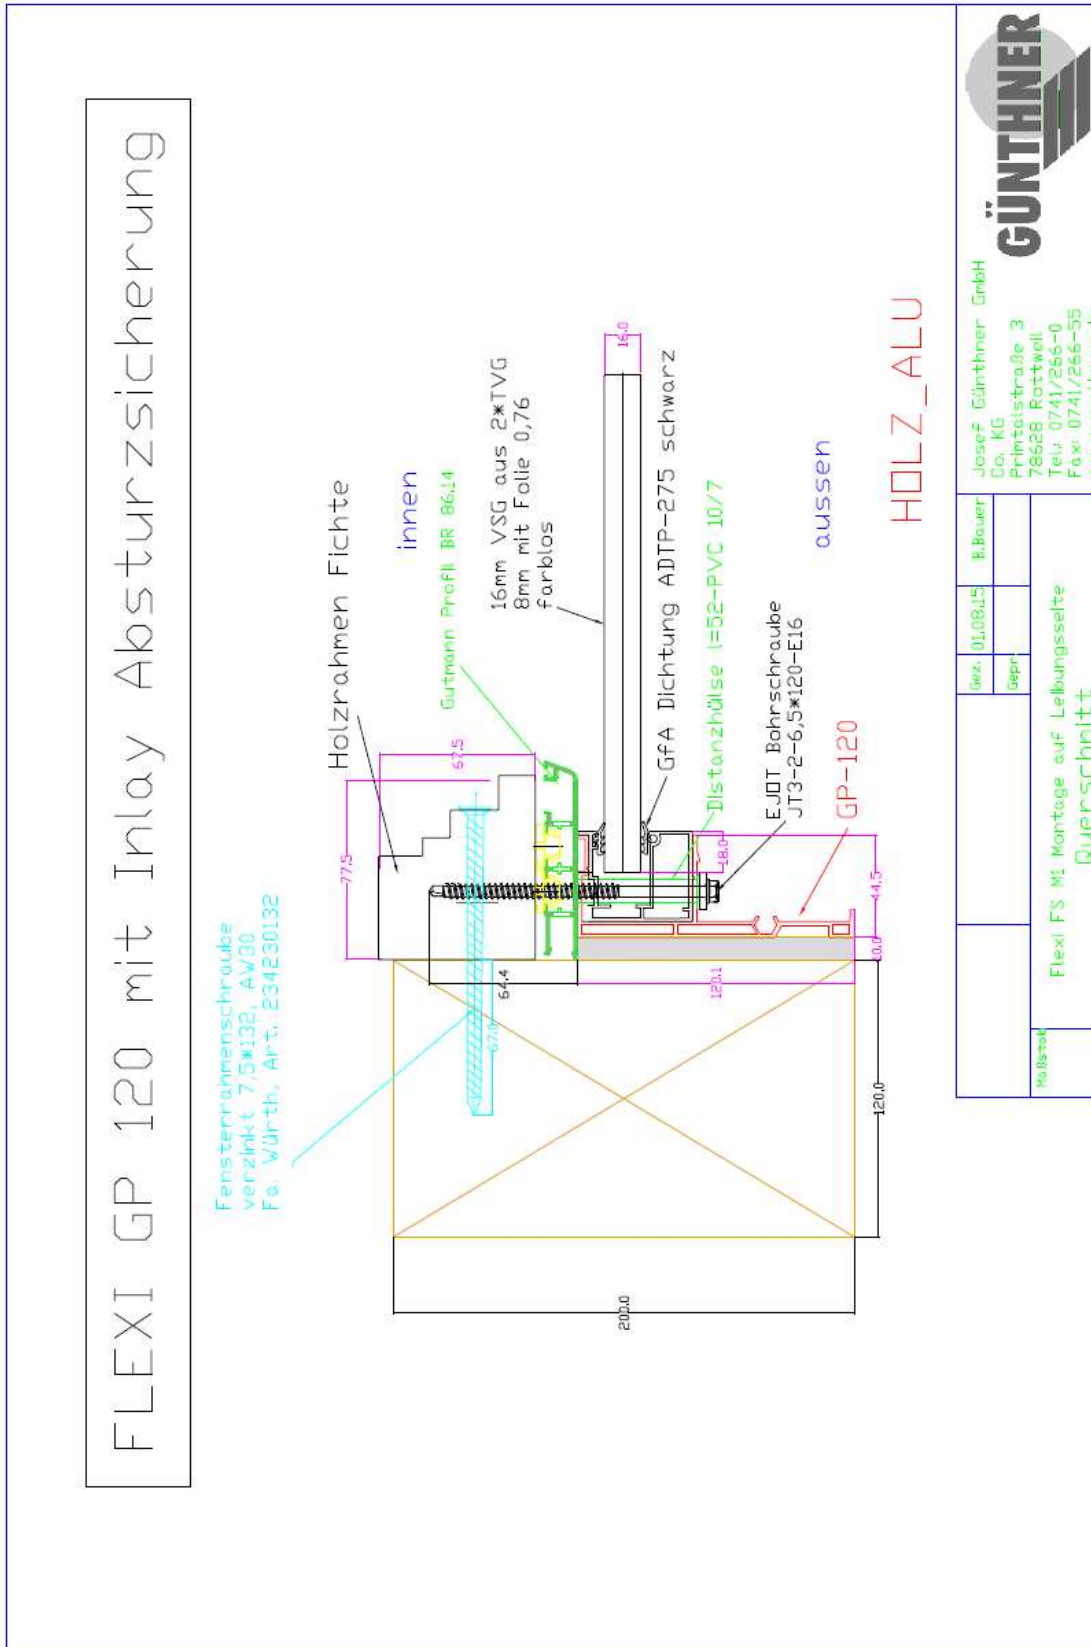 FLEXI GP 120 mit Inlay Absturzsicherung
Fensterrahmenschraube
verzinkt 7,5*132, AW30
Fa. Würth, Art. 234230132
Holzrahmen Fichte
innen
Gutmann Profil BR 86.14
16mm VSG aus 2*TVG
8mm mit Folie 0,76
farblos
GfA Dichtung ADTP-275 schwarz
Distanzhülse l=52-PVC 10/7
EJOT Bohrschraube
JT3-2-6,5*120-E16
aussen
GP-120
HOLZ_ALU
77.5
67.5
64.4
67.0
16.0
18.0
44.5
10.0
120.1
120.0
200.0
Gez. 01.08.15 B.Bauer
Gepr.
Josef Günthner GmbH
Co. KG
Primtalstraße 3
78628 Rottweil
Tel.: 0741/266-0
Fax: 0741/266-55
GÜNTHNER
Maßstab
Flexi FS M1 Montage auf Leibungsseite
Querschnitt